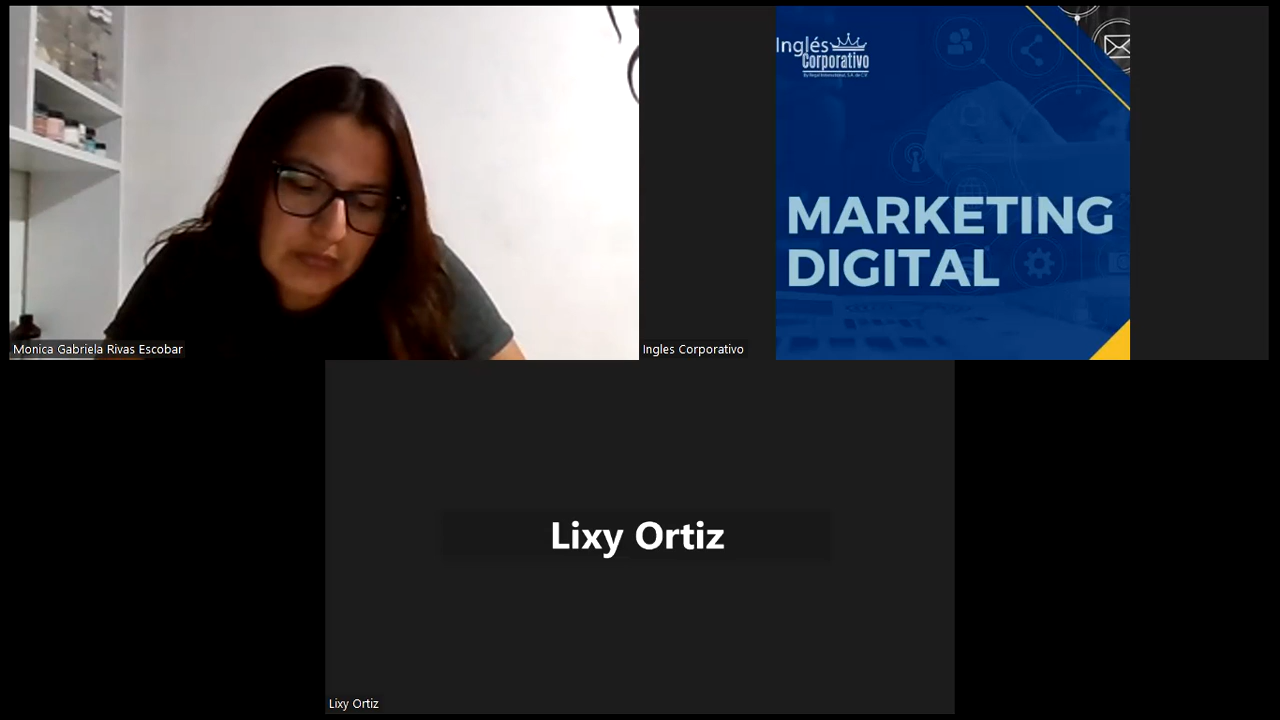 Inglés
Corporativo
MARKETING
DIGITAL
Monica Gabriela Rivas Escobar
Ingles Corporativo
Lixy Ortiz
Lixy Ortiz